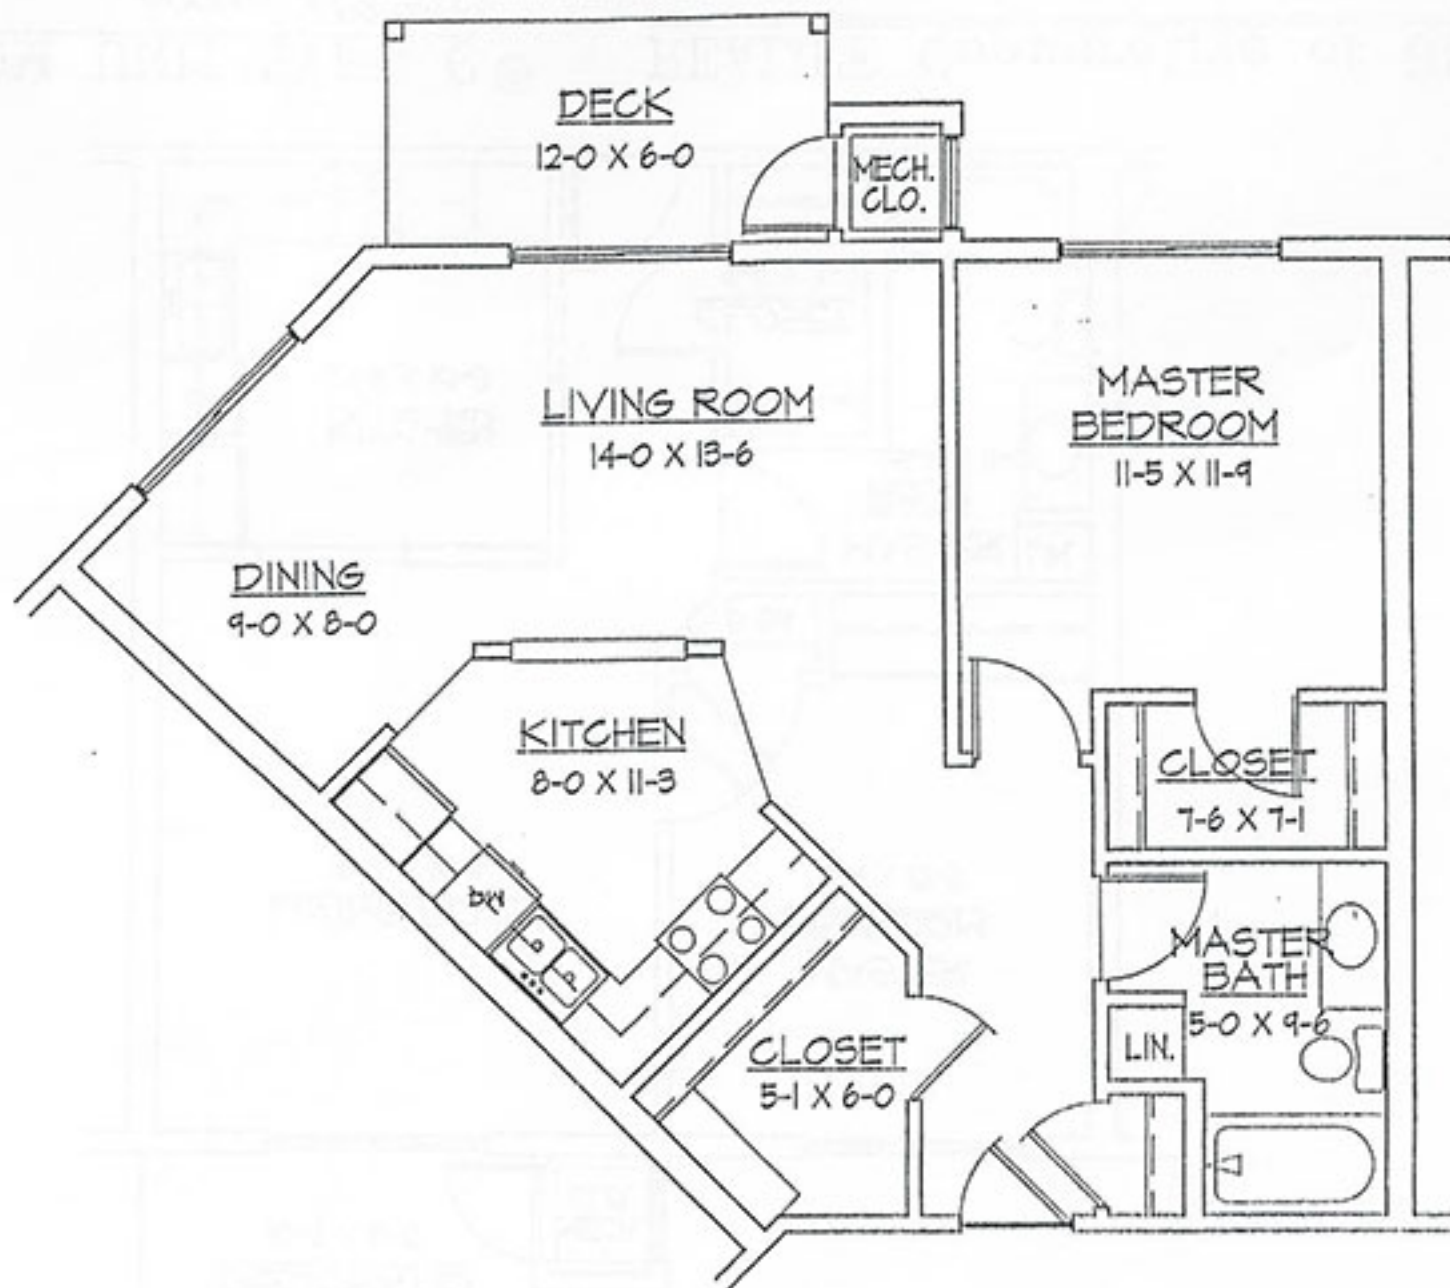 DECK
12-0 X 6-0
MECH.
CLO.
LIVING ROOM
14-0 X 13-6
MASTER
BEDROOM
11-5 X 11-9
DINING
9-0 X 8-0
KITCHEN
8-0 X 11-3
CLOSET
7-6 X 7-1
DW
MASTER
BATH
5-0 X 9-6
LIN.
CLOSET
5-1 X 6-0